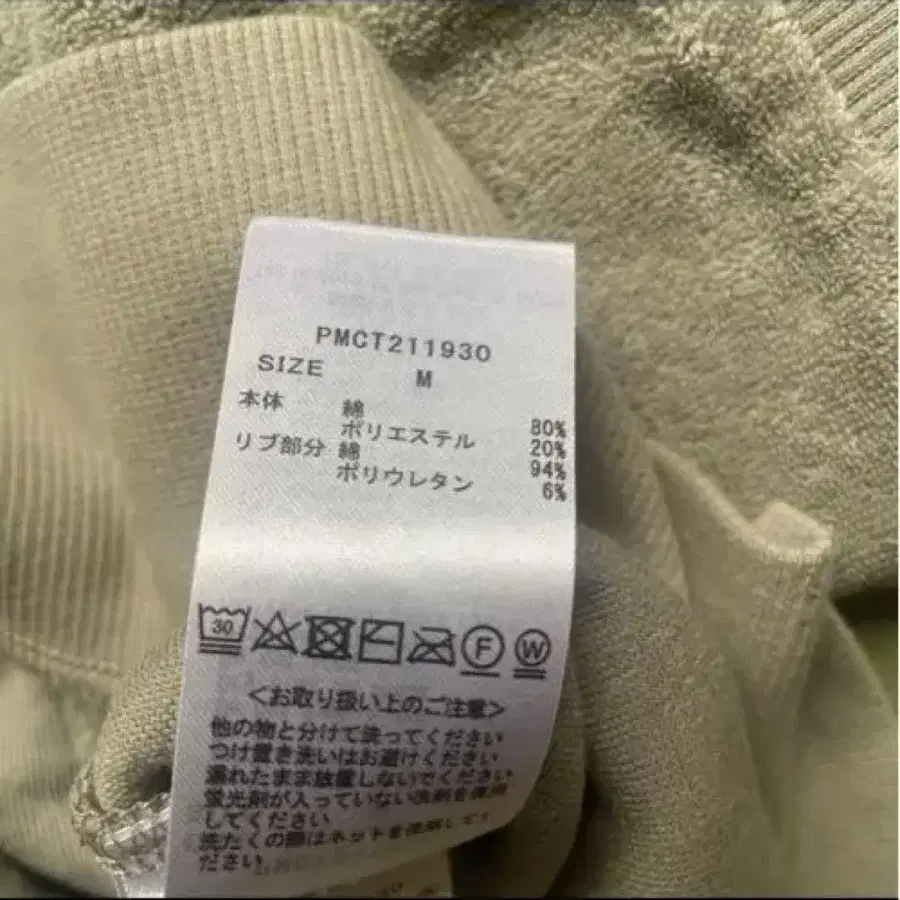 PMCT211930
SIZE M
本体 綿 80%
ポリエステル 20%
リブ部分 綿 94%
ポリウレタン 6%
30 F W
<お取り扱い上のご注意>
他の物と分けて洗ってください
つけ置き洗いはお避けください
濡れたまま放置しないでください
蛍光剤が入っていない洗剤を使用
してください
洗たくの際はネットを使用してく
ださい